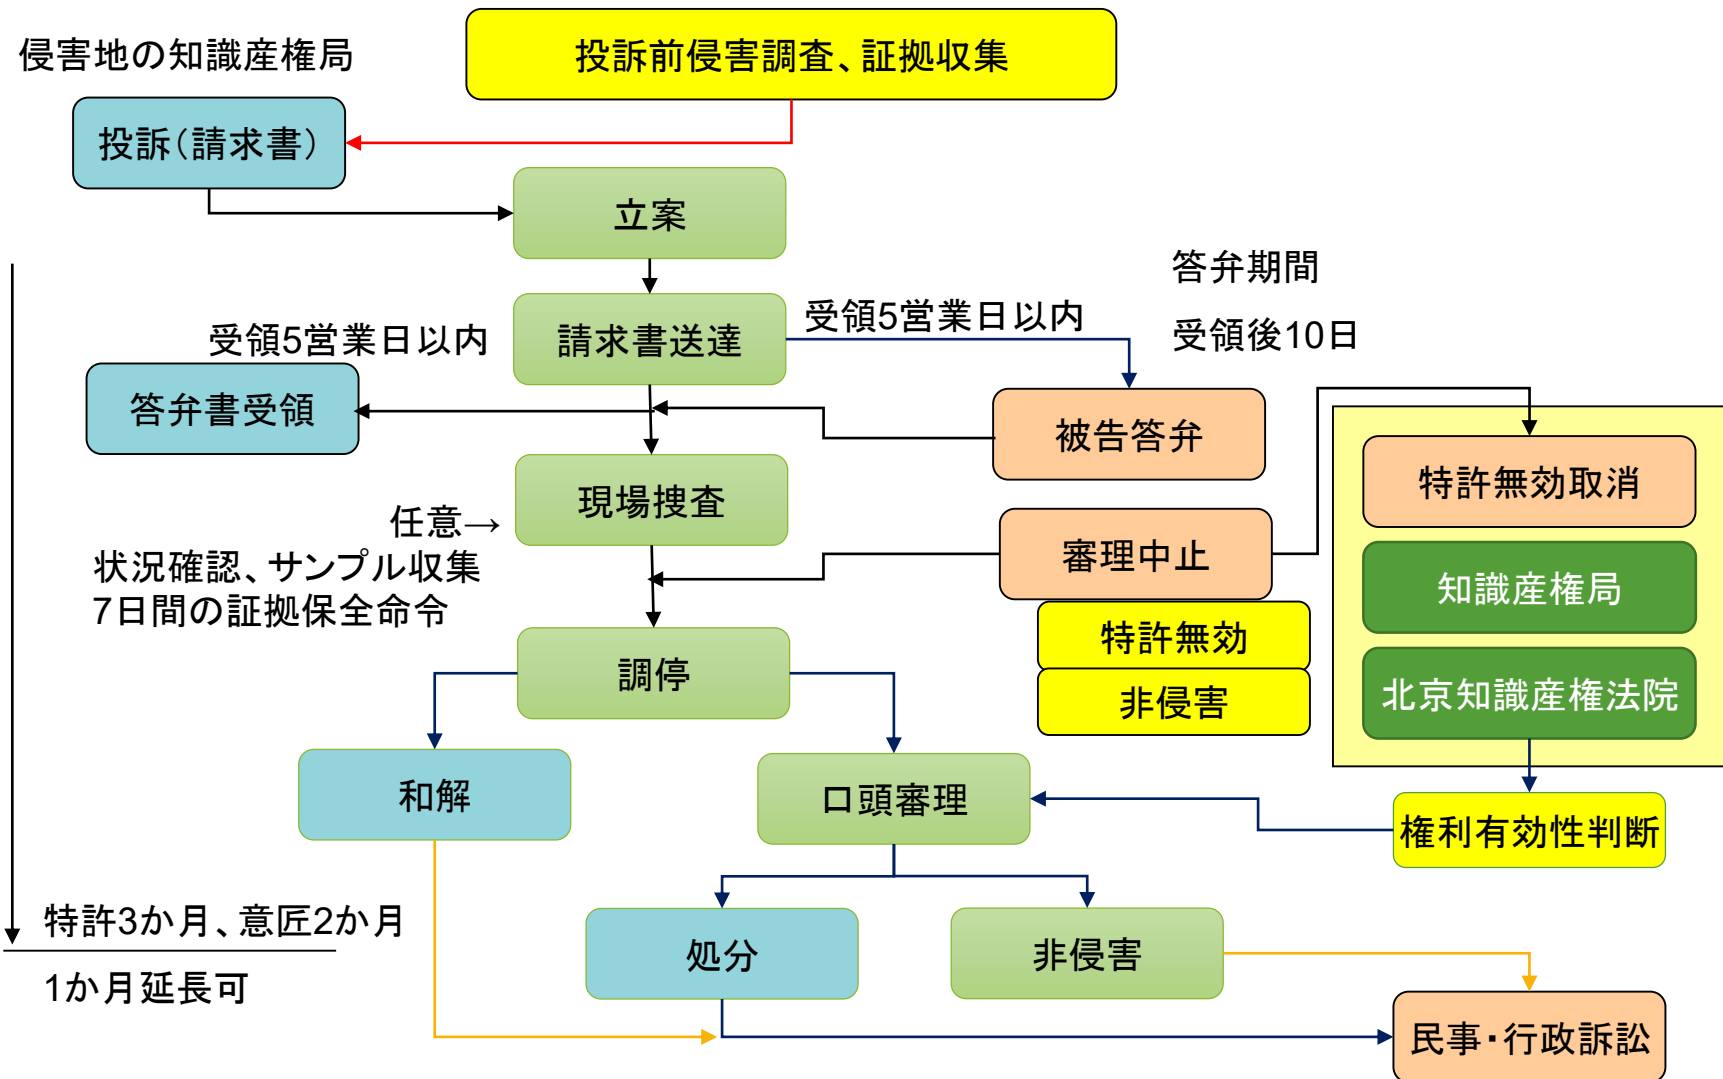 侵害地の知識産権局
投訴前侵害調査、証拠収集
投訴(請求書)
立案
答弁期間
受領後10日
受領5営業日以内
受領5営業日以内
請求書送達
答弁書受領
被告答弁
特許無効取消
現場捜査
任意→
状況確認、サンプル収集
7日間の証拠保全命令
審理中止
知識産権局
特許無効
非侵害
調停
北京知識産権法院
和解
口頭審理
権利有効性判断
特許3か月、意匠2か月
1か月延長可
処分
非侵害
民事・行政訴訟